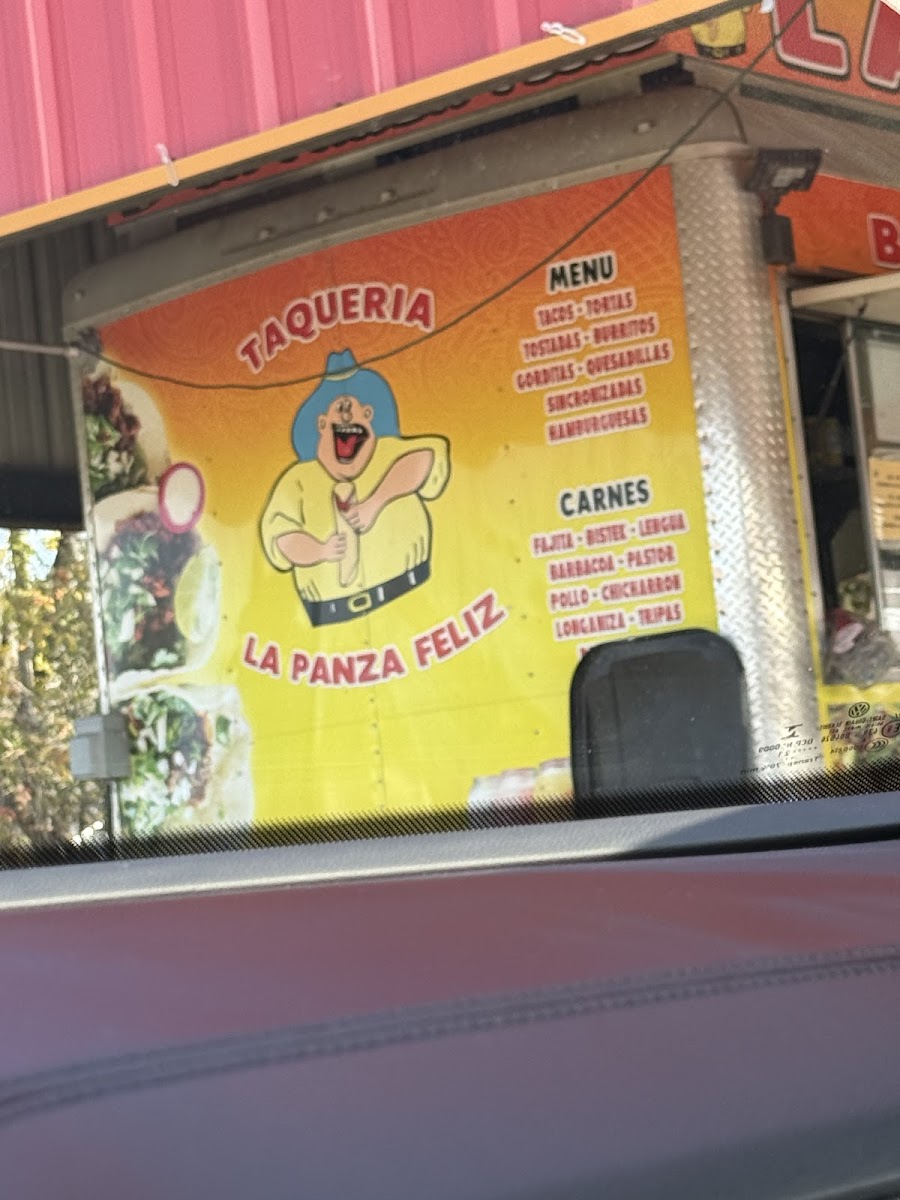 TAQUERIA
LA PANZA FELIZ
MENU
TACOS - TORTAS
TOSTADAS - BURRITOS
GORDITAS - QUESADILLAS
SINCRONIZADAS
HAMBURGUESAS
CARNES
FAJITA - BISTEK - LENGUA
BARBACOA - PASTOR
POLLO - CHICHARRON
LONGANIZA - TRIPAS